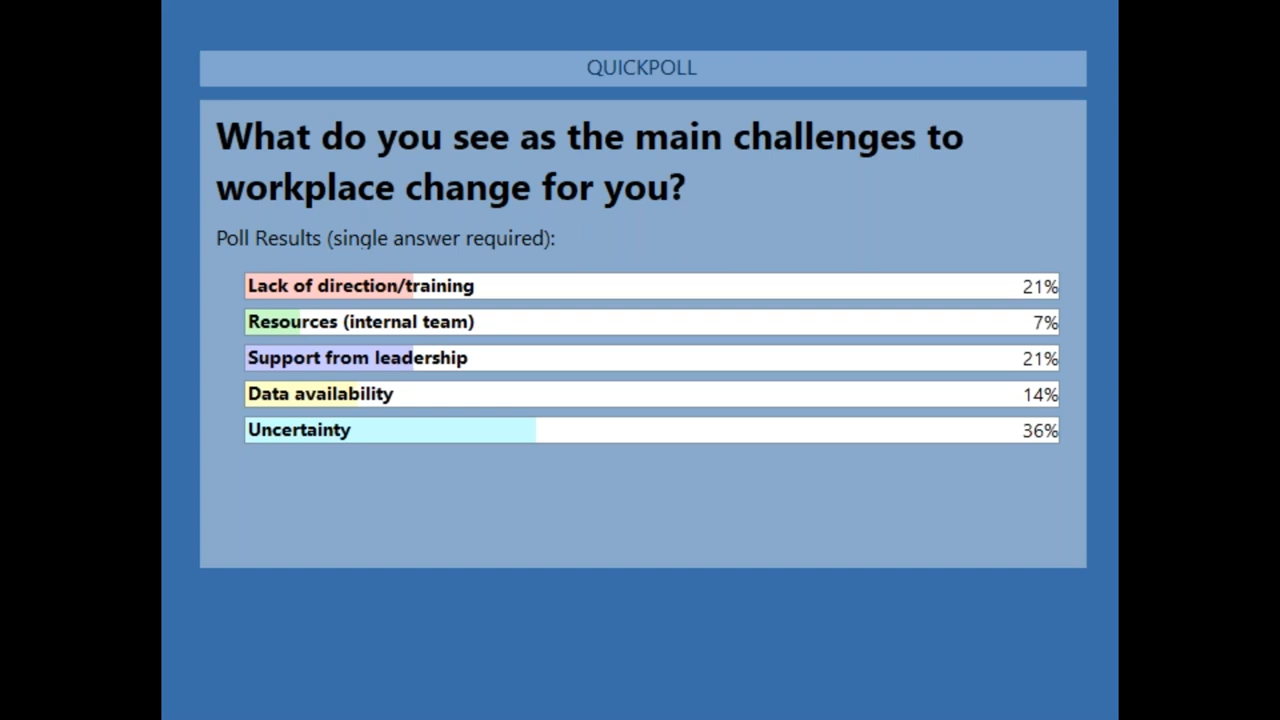 QUICKPOLL
What do you see as the main challenges to
workplace change for you?
Poll Results (single answer required):
Lack of direction/training 21%
Resources (internal team) 7%
Support from leadership 21%
Data availability 14%
Uncertainty 36%